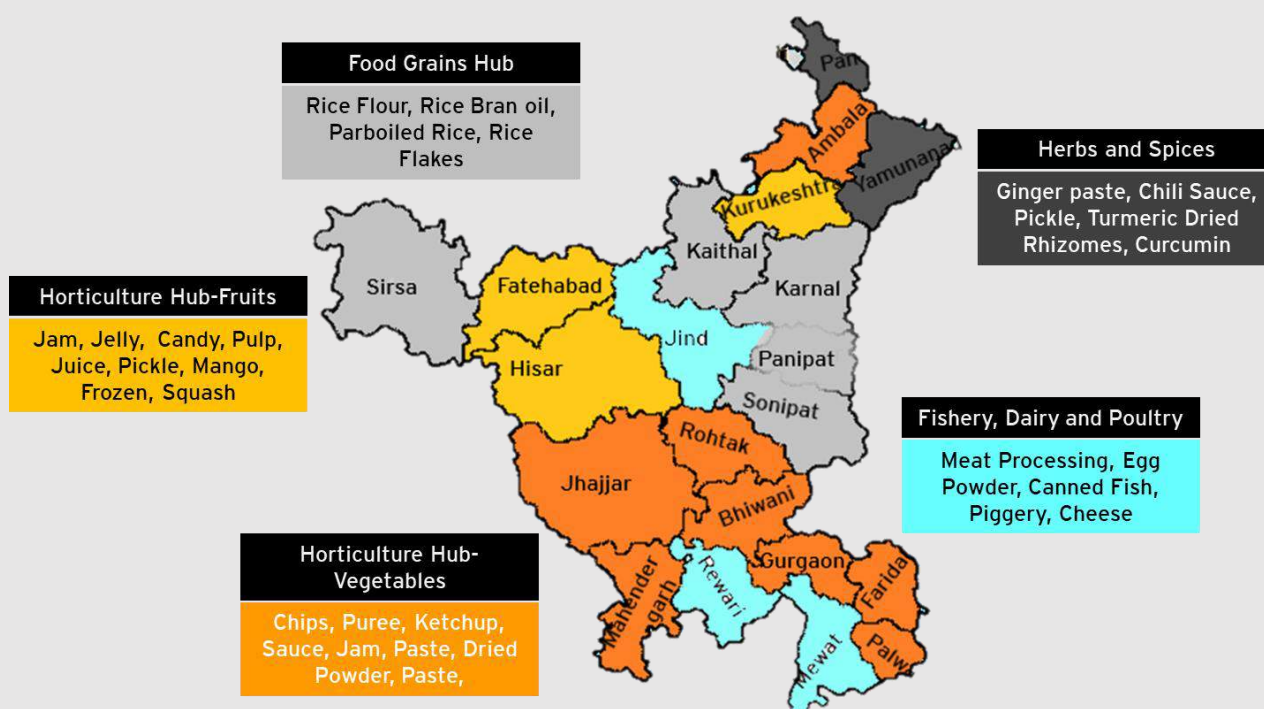 Food Grains Hub
Rice Flour, Rice Bran oil,
Parboiled Rice, Rice
Flakes
Pan
Ambala
Yamunanag
Herbs and Spices
Ginger paste, Chili Sauce,
Pickle, Turmeric Dried
Rhizomes, Curcumin
Kurukeshtra
Kaithal
Karnal
Sirsa
Fatehabad
Horticulture Hub-Fruits
Jam, Jelly, Candy, Pulp,
Juice, Pickle, Mango,
Frozen, Squash
Jind
Panipat
Hisar
Sonipat
Fishery, Dairy and Poultry
Meat Processing, Egg
Powder, Canned Fish,
Piggery, Cheese
Rohtak
Jhajjar
Bhiwani
Horticulture Hub-
Vegetables
Chips, Puree, Ketchup,
Sauce, Jam, Paste, Dried
Powder, Paste,
Mahender
garh
Rewari
Gurgaon
Farida
Mewat
Palw